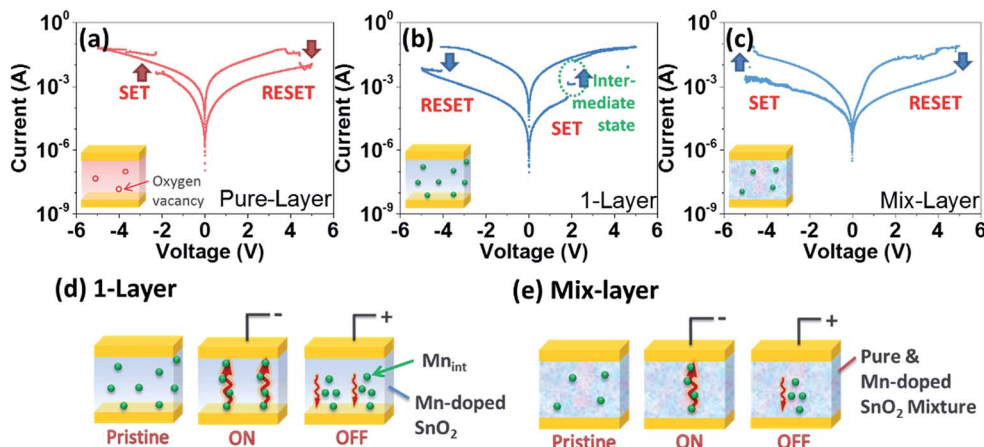 (a)
Current (A)
10⁰
10⁻³
10⁻⁶
10⁻⁹
SET
RESET
Oxygen
vacancy
Pure-Layer
-6 -4 -2 0 2 4 6
Voltage (V)
(b)
Current (A)
10⁰
10⁻³
10⁻⁶
10⁻⁹
RESET
SET
Inter-
mediate
state
1-Layer
-6 -4 -2 0 2 4 6
Voltage (V)
(c)
Current (A)
10⁰
10⁻³
10⁻⁶
10⁻⁹
SET
RESET
Mix-Layer
-6 -4 -2 0 2 4 6
Voltage (V)
(d) 1-Layer
-
+
Mn_int
Mn-doped
SnO₂
Pristine ON OFF
(e) Mix-layer
-
+
Pure &
Mn-doped
SnO₂ Mixture
Pristine ON OFF